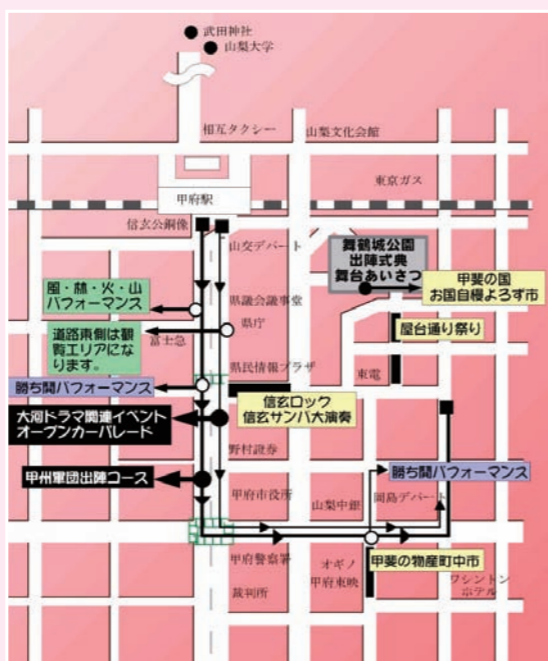 武田神社
山梨大学
相互タクシー
山梨文化会館
東京ガス
甲府駅
信玄公銅像
山交デパート
舞鶴城公園
出陣式典
舞台あいさつ
甲斐の国
お国自慢よろず市
風・林・火・山
パフォーマンス
県議会議事堂
県庁
道路東側は観
覧エリアにな
ります。
富士急
屋台通り祭り
県民情報プラザ
東電
勝ち鬨パフォーマンス
信玄ロック
信玄サンバ大演奏
大河ドラマ関連イベント
オープンカーパレード
野村證券
勝ち鬨パフォーマンス
甲州軍団出陣コース
甲府市役所
山梨中銀
岡島デパート
甲府警察署
オギノ
甲府東映
甲斐の物産町中市
裁判所
ワシントン
ホテル